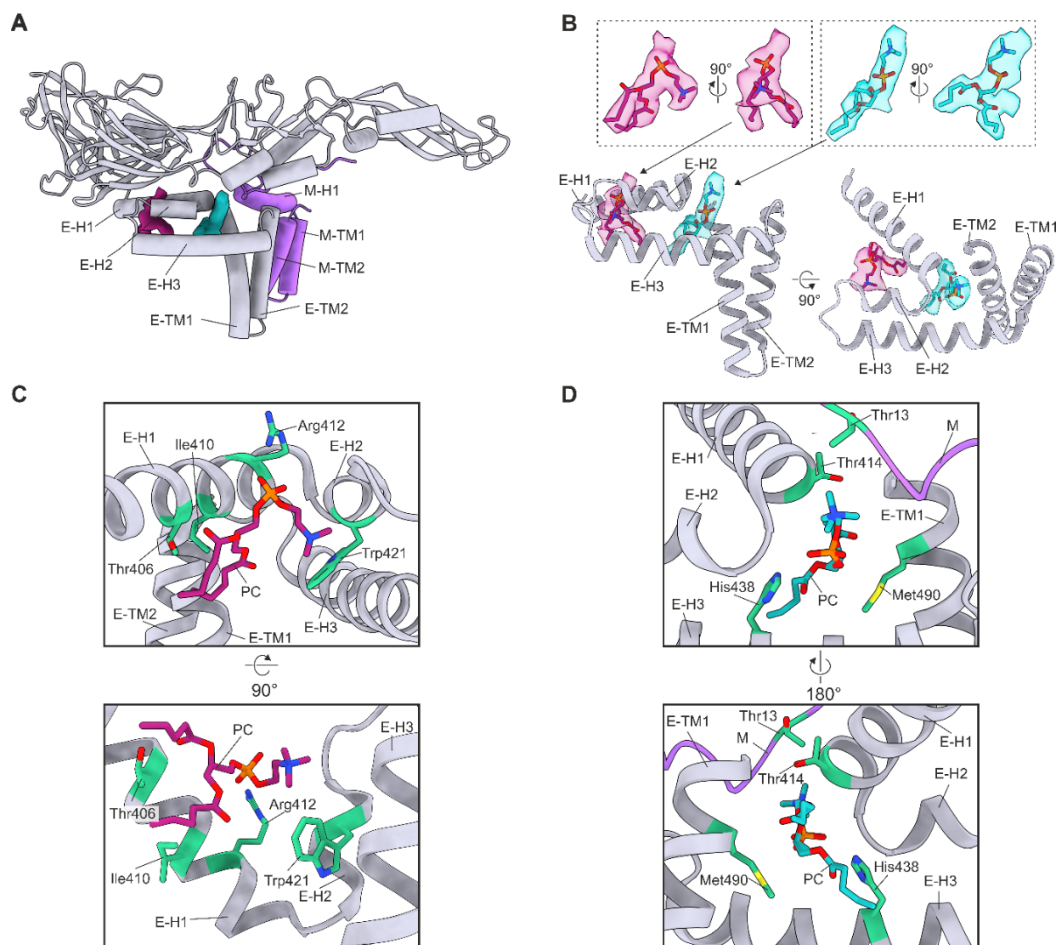 A
E-H1
E-H2
E-H3
E-TM1
E-TM2
M-H1
M-TM1
M-TM2
B
90°
90°
E-H1
E-H2
E-H3
E-TM1
E-TM2
90°
E-H1
E-TM2
E-TM1
E-H3
E-H2
C
Arg412
E-H1
Ile410
E-H2
Thr406
PC
Trp421
E-TM2
E-TM1
E-H3
90°
PC
E-H3
Thr406
Arg412
Ile410
Trp421
E-H2
E-H1
D
Thr13
M
E-H1
Thr414
E-H2
E-TM1
His438
PC
Met490
E-H3
180°
E-TM1
Thr13
M
E-H1
Thr414
E-H2
Met490
PC
His438
E-H3